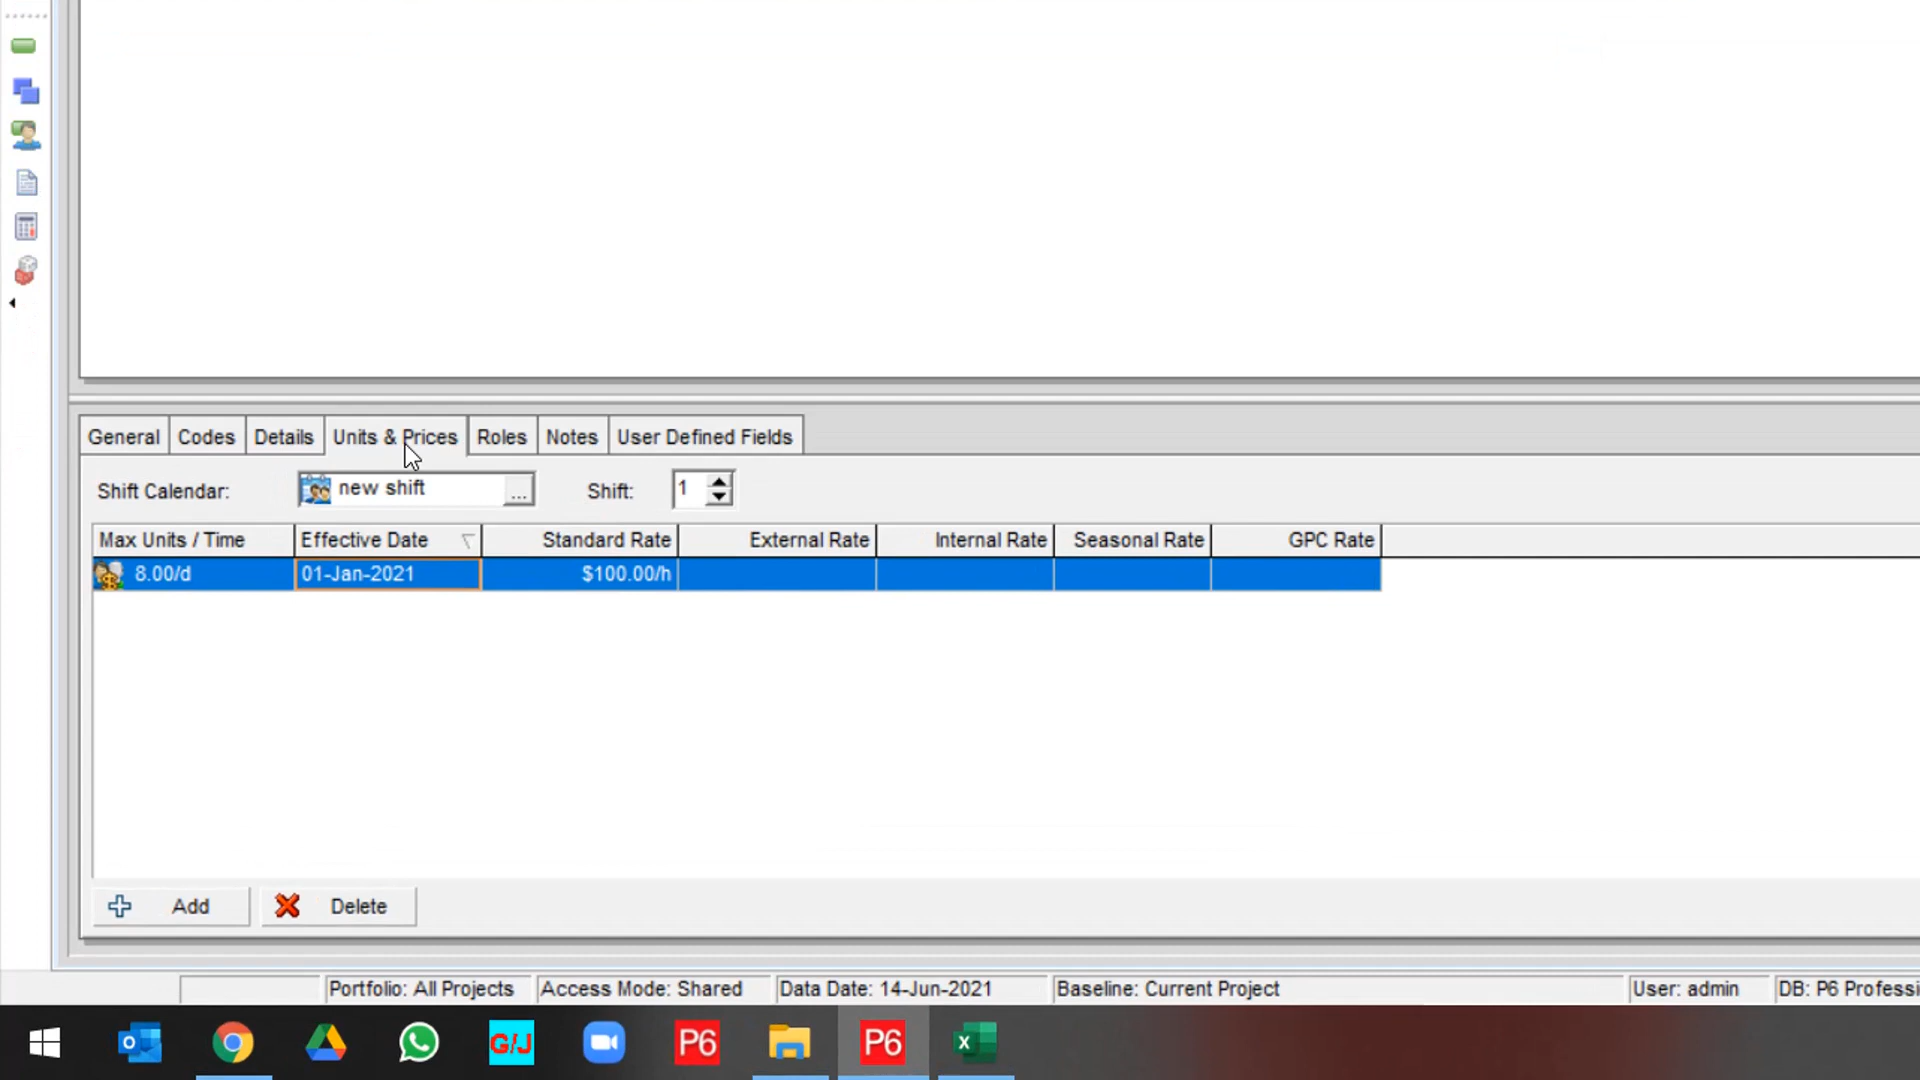 General Codes Details Units & Prices Roles Notes User Defined Fields
Shift Calendar: new shift ... Shift: 1
Max Units / Time Effective Date Standard Rate External Rate Internal Rate Seasonal Rate GPC Rate
8.00/d 01-Jan-2021 $100.00/h
Add Delete
Portfolio: All Projects Access Mode: Shared Data Date: 14-Jun-2021 Baseline: Current Project User: admin DB: P6 Professi
G/J P6 P6